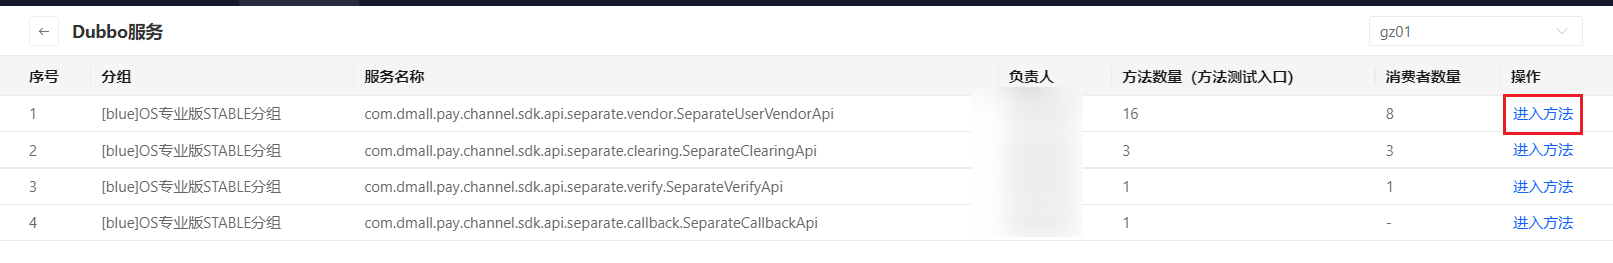 ← Dubbo服务 gz01
序号 分组 服务名称 负责人 方法数量（方法测试入口） 消费者数量 操作
1 [blue]OS专业版STABLE分组 com.dmall.pay.channel.sdk.api.separate.vendor.SeparateUserVendorApi 16 8 进入方法
2 [blue]OS专业版STABLE分组 com.dmall.pay.channel.sdk.api.separate.clearing.SeparateClearingApi 3 3 进入方法
3 [blue]OS专业版STABLE分组 com.dmall.pay.channel.sdk.api.separate.verify.SeparateVerifyApi 1 1 进入方法
4 [blue]OS专业版STABLE分组 com.dmall.pay.channel.sdk.api.separate.callback.SeparateCallbackApi 1 - 进入方法